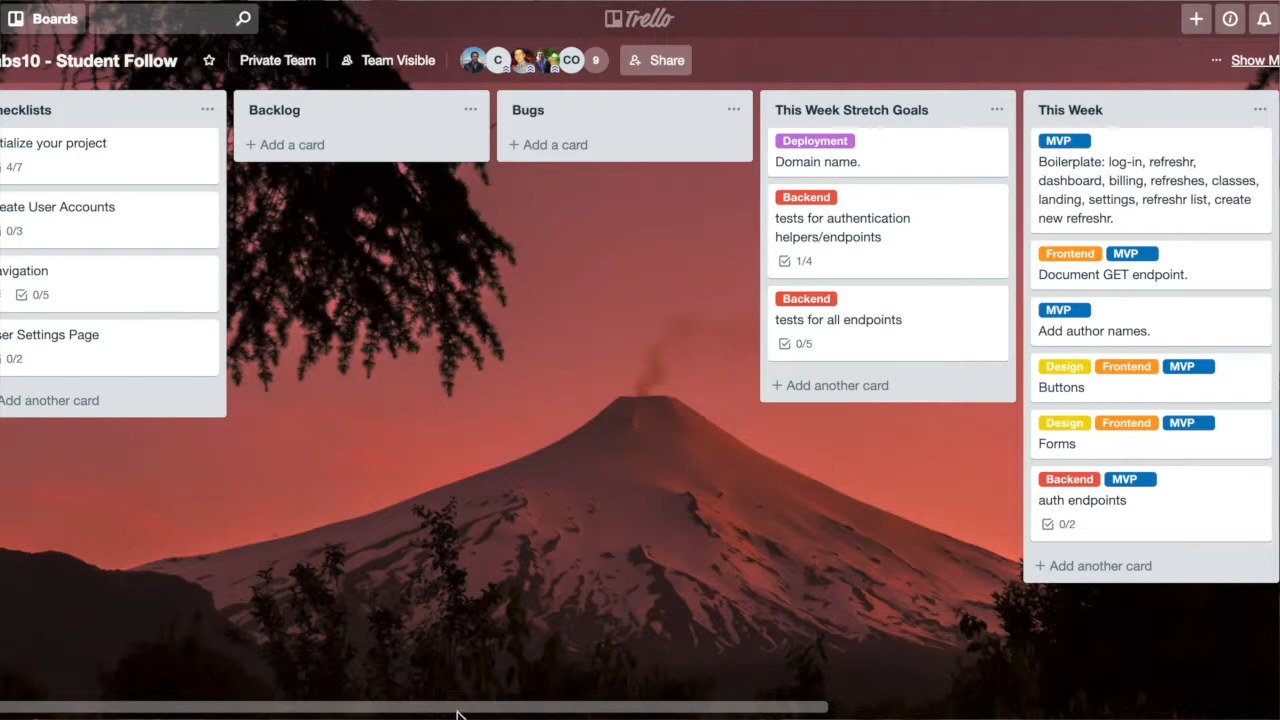 Boards
Trello
bs10 - Student Follow
Private Team
Team Visible
C
CO
9
Share
Show M
hecklists
tialize your project
4/7
eate User Accounts
0/3
avigation
0/5
ser Settings Page
0/2
Add another card
Backlog
+ Add a card
Bugs
+ Add a card
This Week Stretch Goals
Deployment
Domain name.
Backend
tests for authentication
helpers/endpoints
1/4
Backend
tests for all endpoints
0/5
+ Add another card
This Week
MVP
Boilerplate: log-in, refreshr,
dashboard, billing, refreshes, classes,
landing, settings, refreshr list, create
new refreshr.
Frontend MVP
Document GET endpoint.
MVP
Add author names.
Design Frontend MVP
Buttons
Design Frontend MVP
Forms
Backend MVP
auth endpoints
0/2
+ Add another card